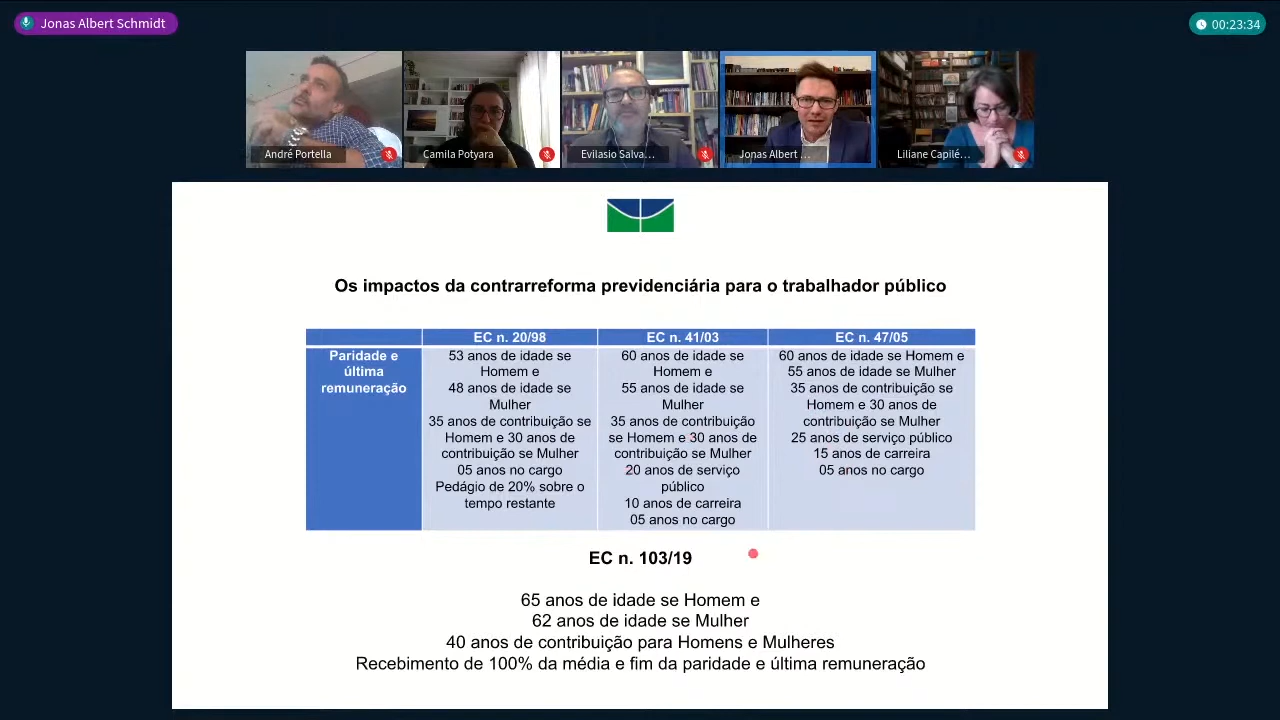 Jonas Albert Schmidt
00:23:34
André Portella
Camila Potyara
Evilasio Salva…
Jonas Albert …
Liliane Capilé…
Os impactos da contrarreforma previdenciária para o trabalhador público
EC n. 20/98
EC n. 41/03
EC n. 47/05
Paridade e
última
remuneração
53 anos de idade se
Homem e
48 anos de idade se
Mulher
35 anos de contribuição se
Homem e 30 anos de
contribuição se Mulher
05 anos no cargo
Pedágio de 20% sobre o
tempo restante
60 anos de idade se
Homem e
55 anos de idade se
Mulher
35 anos de contribuição
se Homem e 30 anos de
contribuição se Mulher
20 anos de serviço
público
10 anos de carreira
05 anos no cargo
60 anos de idade se Homem e
55 anos de idade se Mulher
35 anos de contribuição se
Homem e 30 anos de
contribuição se Mulher
25 anos de serviço público
15 anos de carreira
05 anos no cargo
EC n. 103/19
65 anos de idade se Homem e
62 anos de idade se Mulher
40 anos de contribuição para Homens e Mulheres
Recebimento de 100% da média e fim da paridade e última remuneração